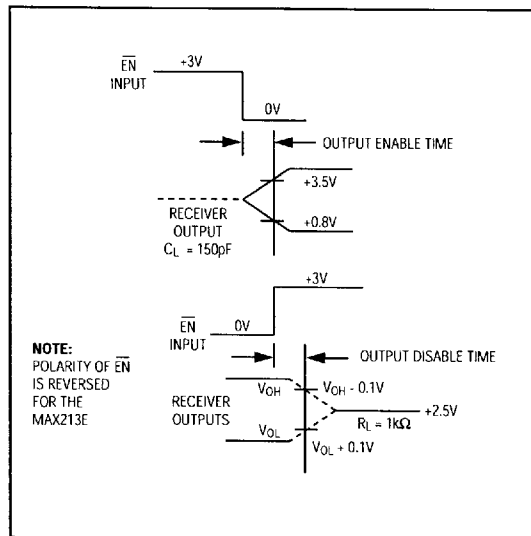 EN
INPUT
+3V
0V
OUTPUT ENABLE TIME
+3.5V
RECEIVER
OUTPUT
CL = 150pF
+0.8V
+3V
0V
EN
INPUT
NOTE:
POLARITY OF EN
IS REVERSED
FOR THE
MAX213E
OUTPUT DISABLE TIME
RECEIVER
OUTPUTS
VOH
VOH - 0.1V
+2.5V
RL = 1kΩ
VOL
VOL + 0.1V